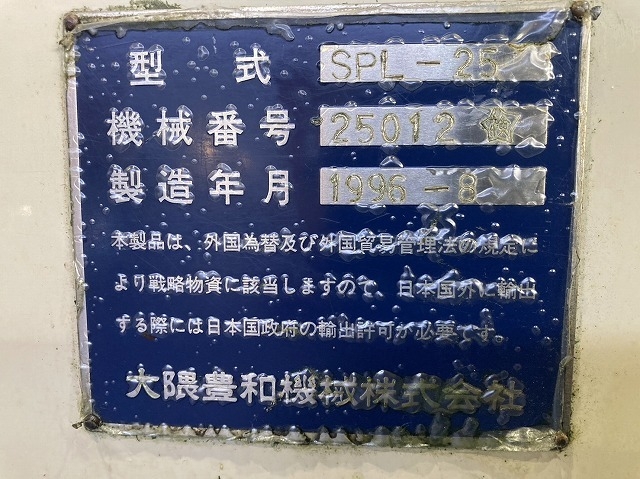 型 式 SPL-25
機械番号 25012
製造年月 1996-8
本製品は、外国為替及び外国貿易管理法の規定に
より戦略物資に該当しますので、日本国外に輸出
する際には日本国政府の輸出許可が必要です。
大隈豊和機械株式会社